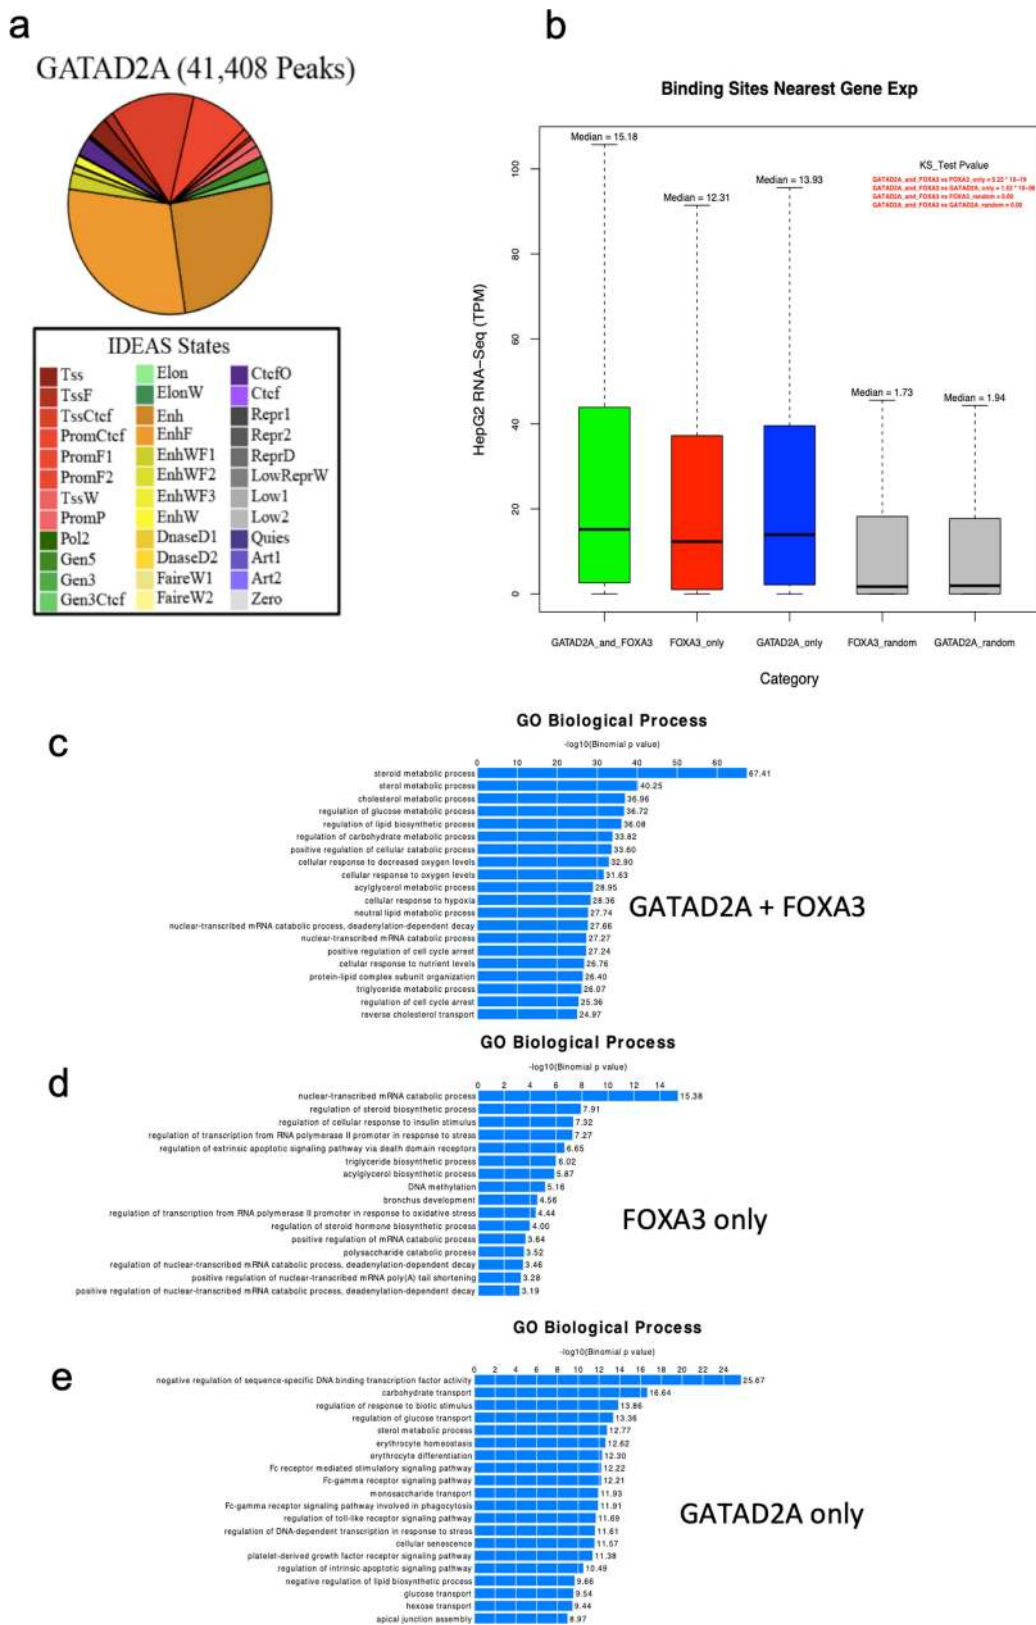 a
GATAD2A (41,408 Peaks)
IDEAS States
Tss
TssF
TssCtcf
PromCtcf
PromF1
PromF2
TssW
PromP
Pol2
Gen5
Gen3
Gen3Ctcf
Elon
ElonW
Enh
EnhF
EnhWF1
EnhWF2
EnhWF3
EnhW
DnaseD1
DnaseD2
FaireW1
FaireW2
CtcfO
Ctcf
Repr1
Repr2
ReprD
LowReprW
Low1
Low2
Quies
Art1
Art2
Zero
b
Binding Sites Nearest Gene Exp
HepG2 RNA-Seq (TPM)
100
80
60
40
20
0
Median = 15.18
Median = 12.31
Median = 13.93
Median = 1.73
Median = 1.94
KS_Test Pvalue
GATAD2A_and_FOXA3 vs FOXA3_only =
GATAD2A_and_FOXA3 vs GATAD2A_only =
GATAD2A_and_FOXA3 vs FOXA3_random = 0.00
GATAD2A_and_FOXA3 vs GATAD2A_random = 0.00
GATAD2A_and_FOXA3 FOXA3_only GATAD2A_only FOXA3_random GATAD2A_random
Category
c
GO Biological Process
-log10(Binomial p value)
0 10 20 30 40 50 60
steroid metabolic process 67.41
sterol metabolic process 40.25
cholesterol metabolic process 36.96
regulation of glucose metabolic process 36.72
regulation of lipid biosynthetic process 36.08
regulation of carbohydrate metabolic process 33.82
positive regulation of cellular catabolic process 33.60
cellular response to decreased oxygen levels 32.90
cellular response to oxygen levels 31.63
acylglycerol metabolic process 28.95
cellular response to hypoxia 28.36
neutral lipid metabolic process 27.74
nuclear-transcribed mRNA catabolic process, deadenylation-dependent decay 27.66
nuclear-transcribed mRNA catabolic process 27.27
positive regulation of cell cycle arrest 27.24
cellular response to nutrient levels 26.76
protein-lipid complex subunit organization 26.40
triglyceride metabolic process 26.07
regulation of cell cycle arrest 25.36
reverse cholesterol transport 24.97
GATAD2A + FOXA3
d
GO Biological Process
-log10(Binomial p value)
0 2 4 6 8 10 12 14
nuclear-transcribed mRNA catabolic process 15.38
regulation of steroid biosynthetic process 7.91
regulation of cellular response to insulin stimulus 7.32
regulation of transcription from RNA polymerase II promoter in response to stress 7.27
regulation of extrinsic apoptotic signaling pathway via death domain receptors 6.65
triglyceride biosynthetic process 6.02
acylglycerol biosynthetic process 5.87
DNA methylation 5.16
bronchus development 4.56
regulation of transcription from RNA polymerase II promoter in response to oxidative stress 4.44
regulation of steroid hormone biosynthetic process 4.00
positive regulation of mRNA catabolic process 3.64
polysaccharide catabolic process 3.52
regulation of nuclear-transcribed mRNA catabolic process, deadenylation-dependent decay 3.46
positive regulation of nuclear-transcribed mRNA poly(A) tail shortening 3.28
positive regulation of nuclear-transcribed mRNA catabolic process, deadenylation-dependent decay 3.19
FOXA3 only
e
GO Biological Process
-log10(Binomial p value)
0 2 4 6 8 10 12 14 16 18 20 22 24
negative regulation of sequence-specific DNA binding transcription factor activity 25.87
carbohydrate transport 16.64
regulation of response to biotic stimulus 13.86
regulation of glucose transport 13.36
sterol metabolic process 12.77
erythrocyte homeostasis 12.62
erythrocyte differentiation 12.30
Fc receptor mediated stimulatory signaling pathway 12.22
Fc-gamma receptor signaling pathway 12.21
monosaccharide transport 11.93
Fc-gamma receptor signaling pathway involved in phagocytosis 11.91
regulation of toll-like receptor signaling pathway 11.69
regulation of DNA-dependent transcription in response to stress 11.61
cellular senescence 11.57
platelet-derived growth factor receptor signaling pathway 11.38
regulation of intrinsic apoptotic signaling pathway 10.49
negative regulation of lipid biosynthetic process 9.66
glucose transport 9.54
hexose transport 9.44
apical junction assembly 8.97
GATAD2A only